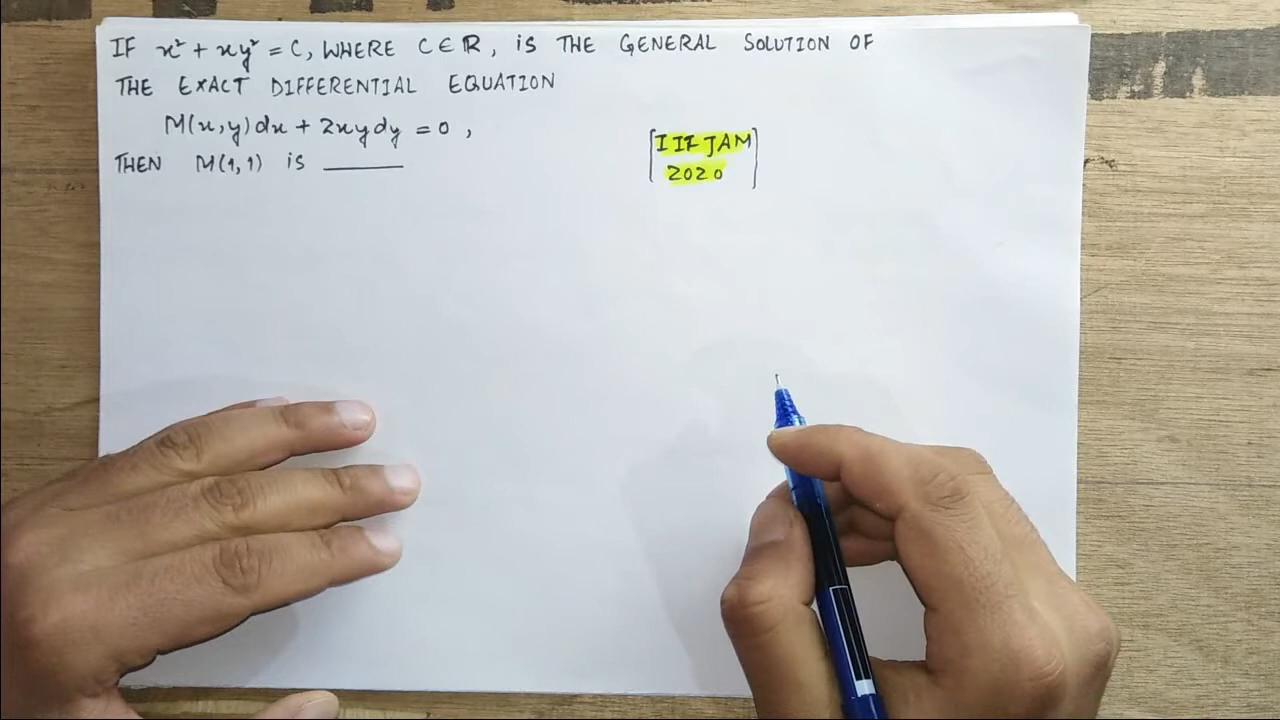 IF x² + xy² = C, WHERE C ∈ ℝ, IS THE GENERAL SOLUTION OF
THE EXACT DIFFERENTIAL EQUATION
M(x,y)dx + 2xydy = 0 ,
THEN M(1,1) is ______
[IIT JAM
2020]